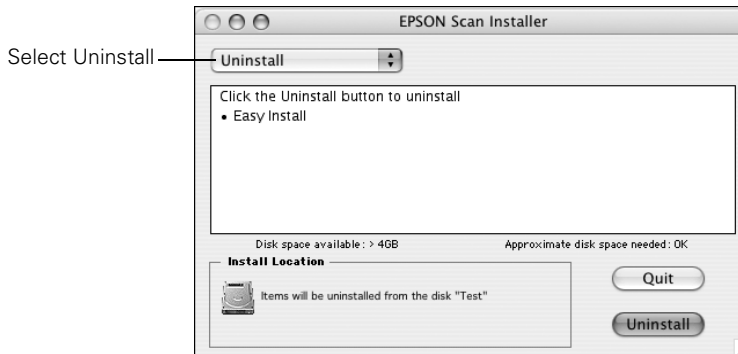 EPSON Scan Installer
Select Uninstall
Uninstall
Click the Uninstall button to uninstall
• Easy Install
Disk space available: > 4GB Approximate disk space needed: 0K
Install Location
Items will be uninstalled from the disk "Test"
Quit
Uninstall